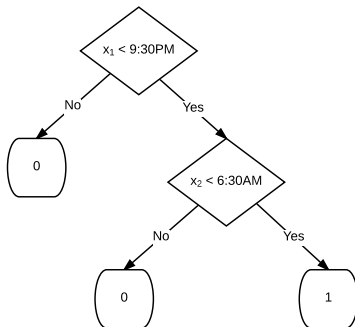 x₁ < 9:30PM
No
Yes
0
x₂ < 6:30AM
No
Yes
0
1